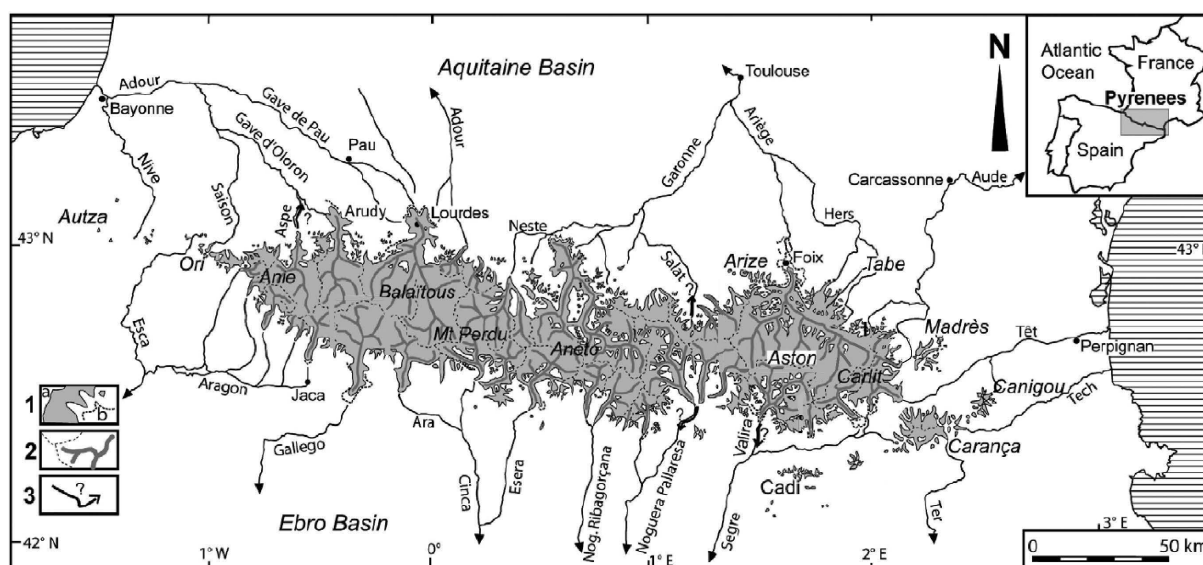 Aquitaine Basin
N
Atlantic
Ocean
France
Pyrenees
Spain
Adour
Bayonne
Nive
Autza
Gave de Pau
Gave d'Oloron
Pau
Saison
Adour
Toulouse
Ariège
Garonne
Carcassonne
Aude
Hers
Aspe
?
Arudy
Lourdes
Neste
Salat
?
Arize
Foix
Tabe
43° N
43°
Ori
Anie
Balaïtous
Mt Perdu
Aneto
Aston
Carlit
Madrès
Têt
Perpignan
Canigou
Tech
Carança
Esca
Aragon
Jaca
Gallego
Ara
Cinca
Esera
Nog. Ribagorçana
Noguera Pallaresa
?
Valira
?
Segre
Cadi
Ter
Ebro Basin
1
a
b
2
3
?
42° N
1° W
0°
1° E
2° E
3° E
0
50 km